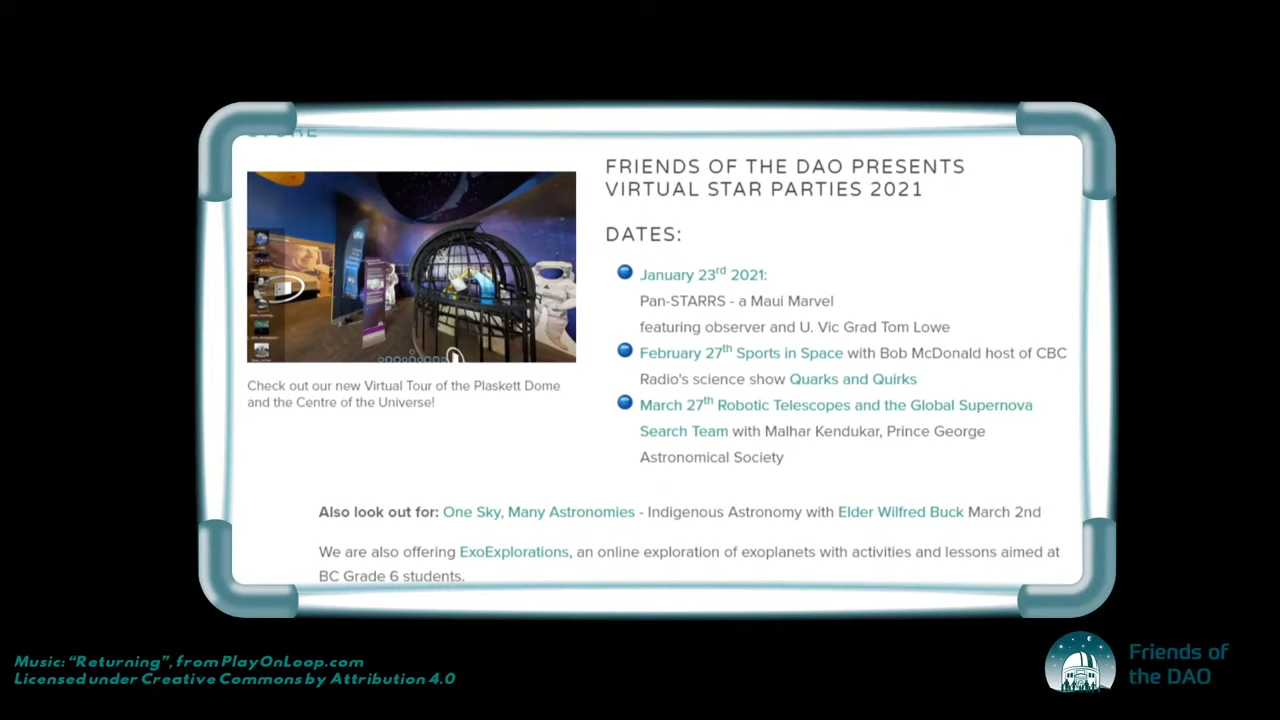 STORE
FRIENDS OF THE DAO PRESENTS
VIRTUAL STAR PARTIES 2021
DATES:
January 23rd 2021:
Pan-STARRS - a Maui Marvel
featuring observer and U. Vic Grad Tom Lowe
February 27th Sports in Space with Bob McDonald host of CBC
Radio's science show Quarks and Quirks
March 27th Robotic Telescopes and the Global Supernova
Search Team with Malhar Kendukar, Prince George
Astronomical Society
Check out our new Virtual Tour of the Plaskett Dome
and the Centre of the Universe!
Also look out for: One Sky, Many Astronomies - Indigenous Astronomy with Elder Wilfred Buck March 2nd
We are also offering ExoExplorations, an online exploration of exoplanets with activities and lessons aimed at
BC Grade 6 students.
Music: "Returning", from PlayOnLoop.com
Licensed under Creative Commons by Attribution 4.0
Friends of
the DAO